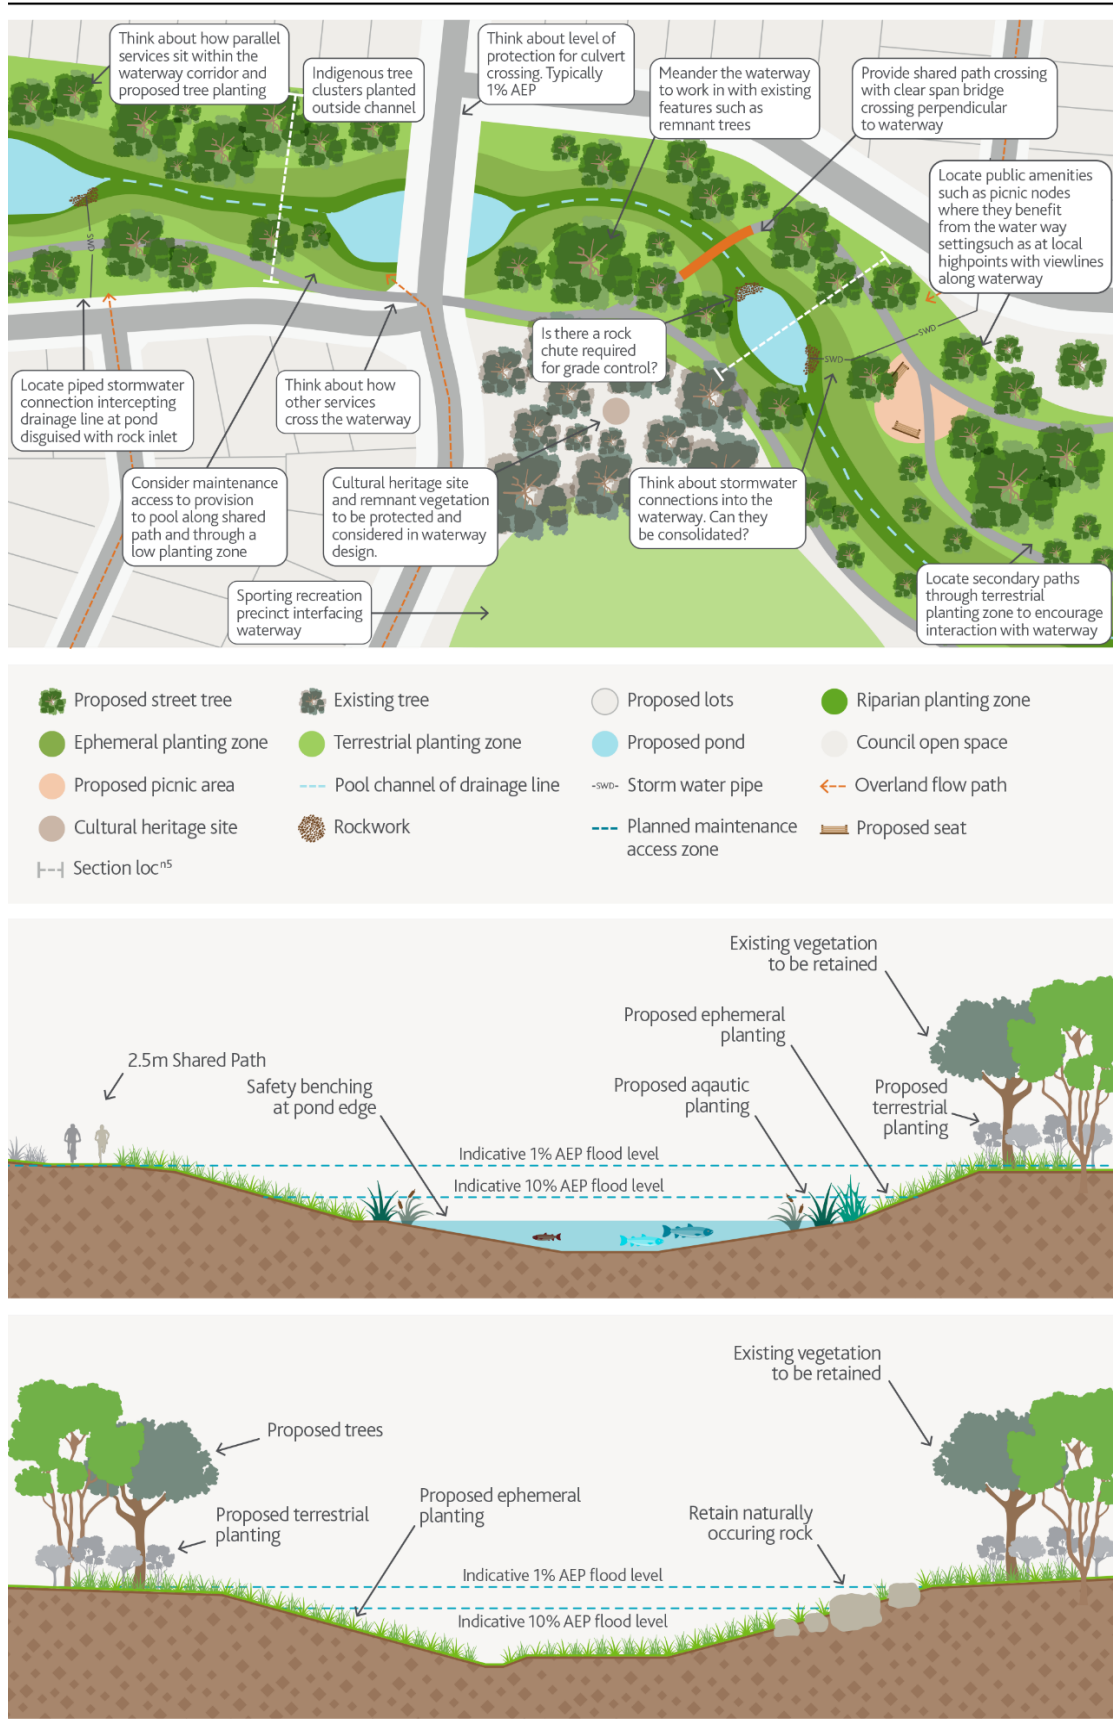 Think about how parallel
services sit within the
waterway corridor and
proposed tree planting
Indigenous tree
clusters planted
outside channel
Think about level of
protection for culvert
crossing. Typically
1% AEP
Meander the waterway
to work in with existing
features such as
remnant trees
Provide shared path crossing
with clear span bridge
crossing perpendicular
to waterway
Locate public amenities
such as picnic nodes
where they benefit
from the water way
settingsuch as at local
highpoints with viewlines
along waterway
SWD
SWD
SWD
Is there a rock
chute required
for grade control?
Locate piped stormwater
connection intercepting
drainage line at pond
disguised with rock inlet
Think about how
other services
cross the waterway
Consider maintenance
access to provision
to pool along shared
path and through a
low planting zone
Cultural heritage site
and remnant vegetation
to be protected and
considered in waterway
design.
Think about stormwater
connections into the
waterway. Can they
be consolidated?
Sporting recreation
precinct interfacing
waterway
Locate secondary paths
through terrestrial
planting zone to encourage
interaction with waterway
Proposed street tree
Existing tree
Proposed lots
Riparian planting zone
Ephemeral planting zone
Terrestrial planting zone
Proposed pond
Council open space
Proposed picnic area
Pool channel of drainage line
-SWD- Storm water pipe
Overland flow path
Cultural heritage site
Rockwork
Planned maintenance
access zone
Proposed seat
Section locⁿ⁵
Existing vegetation
to be retained
Proposed ephemeral
planting
2.5m Shared Path
Safety benching
at pond edge
Proposed aqautic
planting
Proposed
terrestrial
planting
Indicative 1% AEP flood level
Indicative 10% AEP flood level
Existing vegetation
to be retained
Proposed trees
Proposed terrestrial
planting
Proposed ephemeral
planting
Retain naturally
occuring rock
Indicative 1% AEP flood level
Indicative 10% AEP flood level